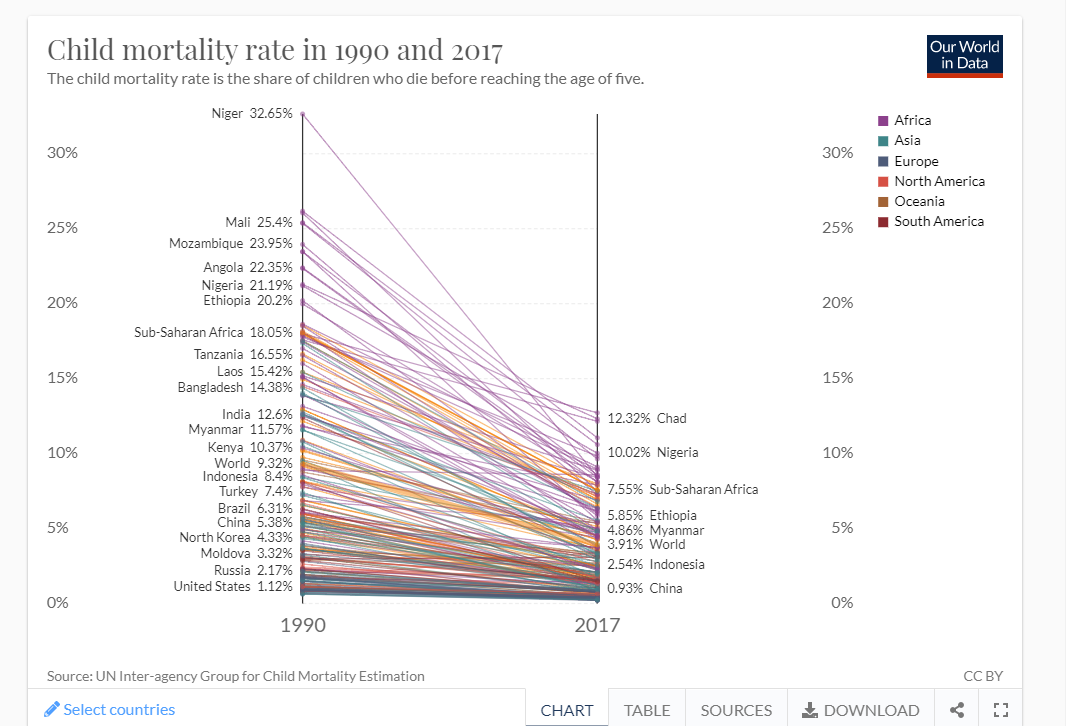 Child mortality rate in 1990 and 2017
The child mortality rate is the share of children who die before reaching the age of five.
Our World
in Data
Niger 32.65%
30%
Mali 25.4%
25%
Mozambique 23.95%
Angola 22.35%
Nigeria 21.19%
Ethiopia 20.2%
20%
Sub-Saharan Africa 18.05%
Tanzania 16.55%
Laos 15.42%
15%
Bangladesh 14.38%
India 12.6%
Myanmar 11.57%
Kenya 10.37%
10%
World 9.32%
Indonesia 8.4%
Turkey 7.4%
Brazil 6.31%
China 5.38%
5%
North Korea 4.33%
Moldova 3.32%
Russia 2.17%
United States 1.12%
0%
12.32% Chad
10.02% Nigeria
7.55% Sub-Saharan Africa
5.85% Ethiopia
4.86% Myanmar
3.91% World
2.54% Indonesia
0.93% China
30%
25%
20%
15%
10%
5%
0%
Africa
Asia
Europe
North America
Oceania
South America
1990 2017
Source: UN Inter-agency Group for Child Mortality Estimation
CC BY
Select countries
CHART
TABLE
SOURCES
DOWNLOAD